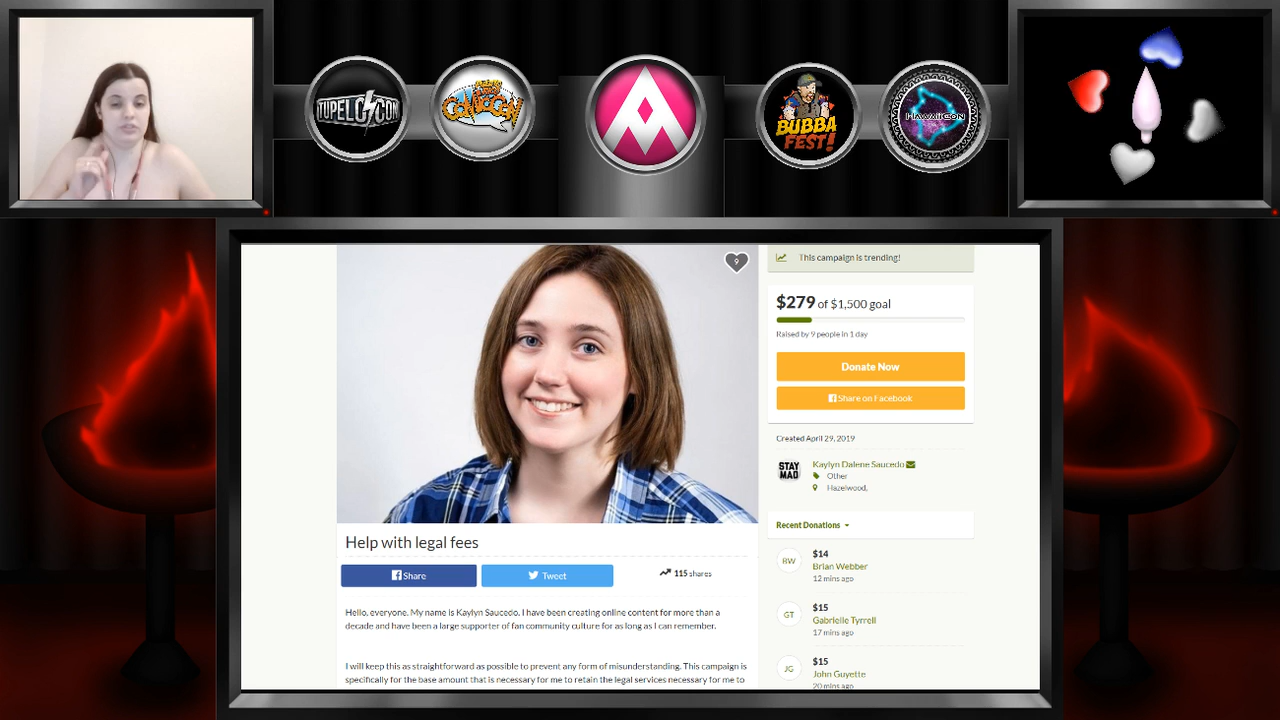 TUPELO CON
COMIC CON
BUBBA
FEST!
HAWAIICON
9
This campaign is trending!
$279 of $1,500 goal
Raised by 9 people in 1 day
Donate Now
Share on Facebook
Created April 29, 2019
STAY
MAD
Kaylyn Dalene Saucedo
Other
Hazelwood,
Recent Donations
BW
$14
Brian Webber
12 mins ago
GT
$15
Gabrielle Tyrrell
17 mins ago
JG
$15
John Guyette
20 mins ago
Help with legal fees
Share
Tweet
115 shares
Hello, everyone. My name is Kaylyn Saucedo. I have been creating online content for more than a
decade and have been a large supporter of fan community culture for as long as I can remember.
I will keep this as straightforward as possible to prevent any form of misunderstanding. This campaign is
specifically for the base amount that is necessary for me to retain the legal services necessary for me to